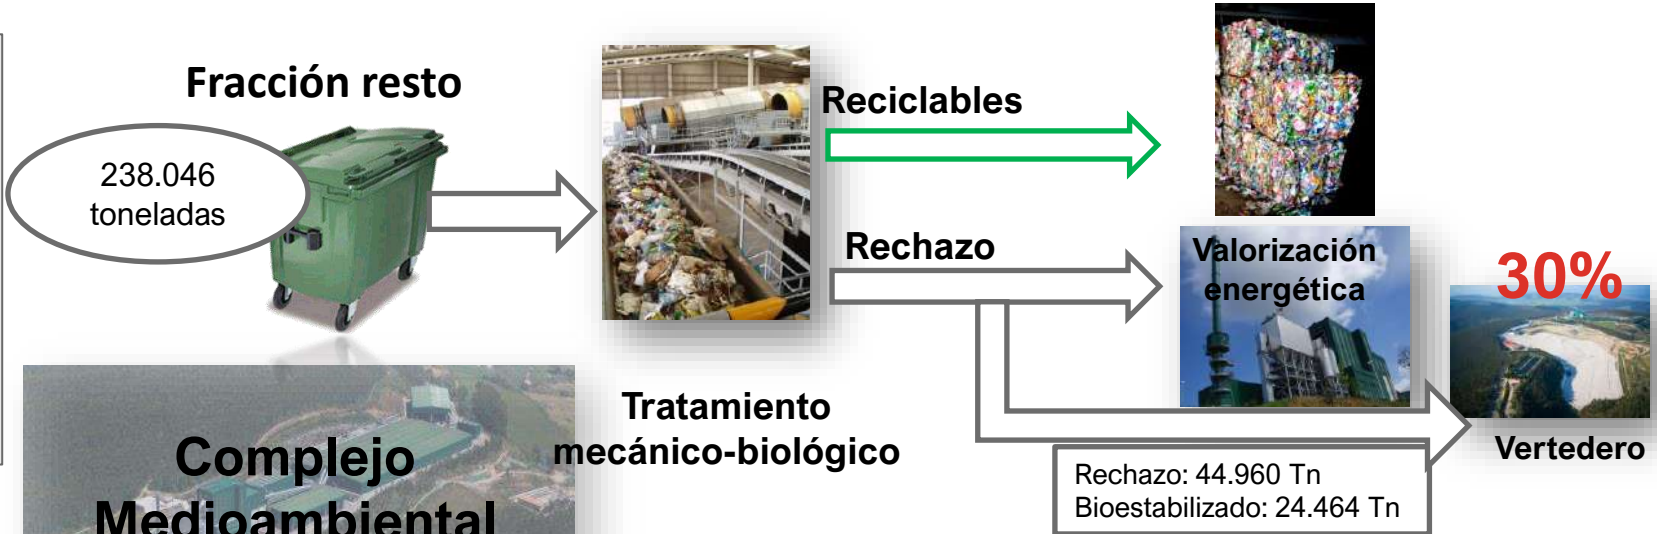 Fracción resto
238.046
toneladas
Reciclables
Rechazo
Valorización
energética
30%
Vertedero
Tratamiento
mecánico-biológico
Rechazo: 44.960 Tn
Bioestabilizado: 24.464 Tn
Complejo
Medioambiental